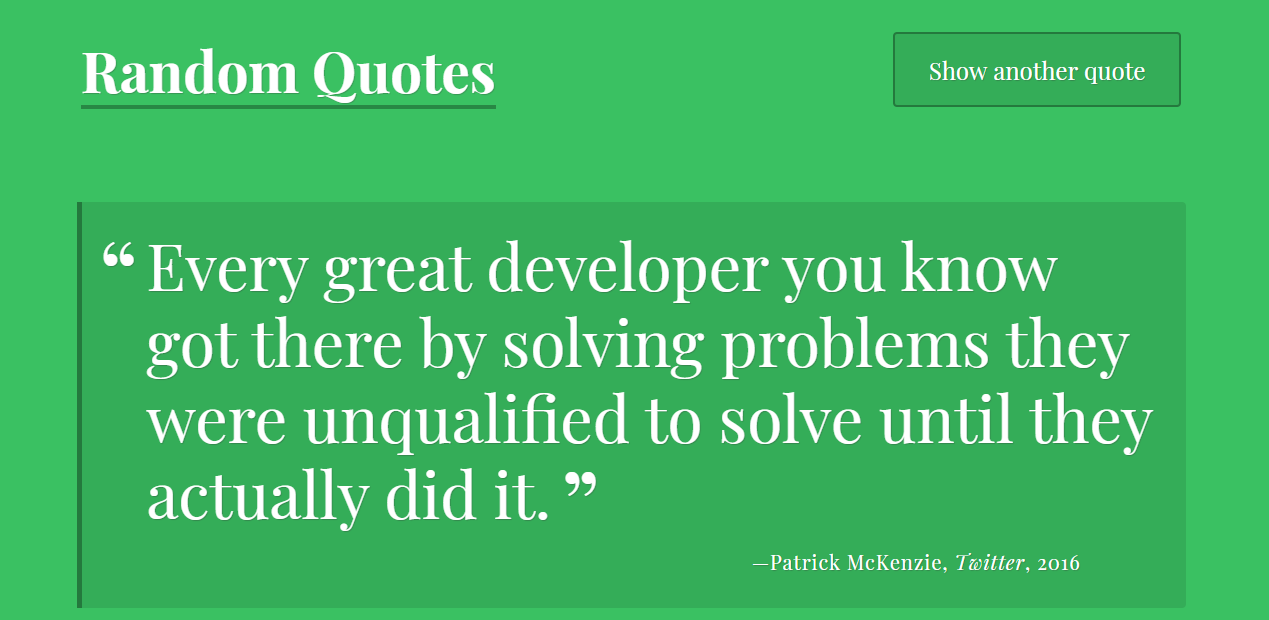 Random Quotes
Show another quote
“ Every great developer you know
got there by solving problems they
were unqualified to solve until they
actually did it. ”
—Patrick McKenzie, Twitter, 2016